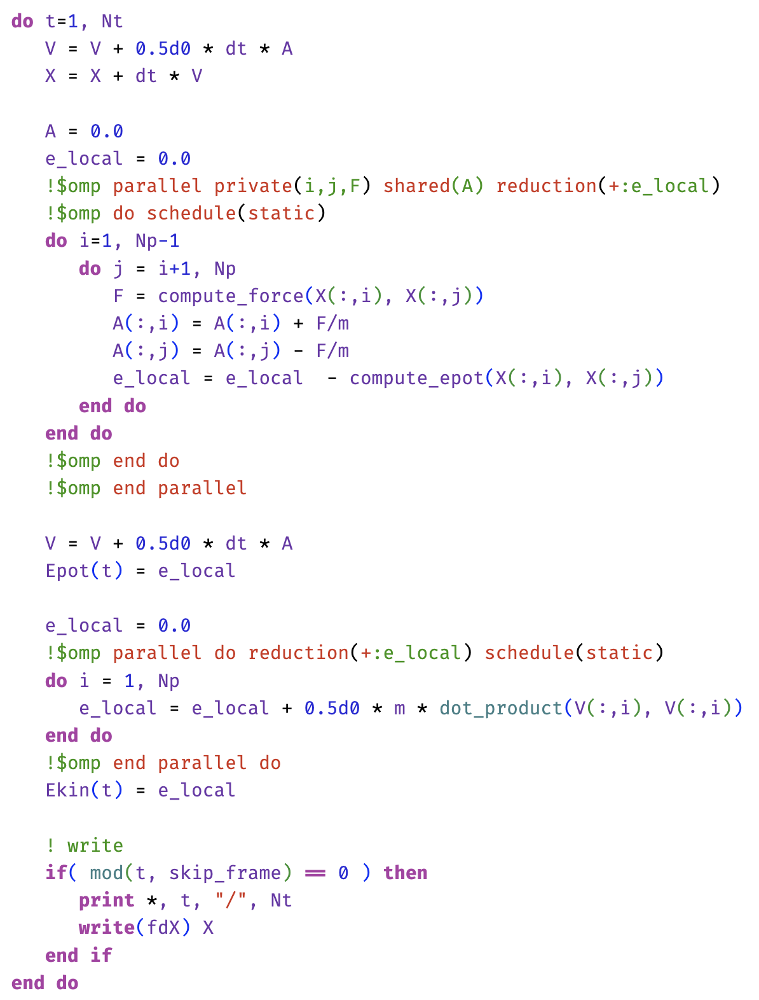 do t=1, Nt
   V = V + 0.5d0 * dt * A
   X = X + dt * V

   A = 0.0
   e_local = 0.0
   !$omp parallel private(i,j,F) shared(A) reduction(+:e_local)
   !$omp do schedule(static)
   do i=1, Np-1
      do j = i+1, Np
         F = compute_force(X(:,i), X(:,j))
         A(:,i) = A(:,i) + F/m
         A(:,j) = A(:,j) - F/m
         e_local = e_local  - compute_epot(X(:,i), X(:,j))
      end do
   end do
   !$omp end do
   !$omp end parallel

   V = V + 0.5d0 * dt * A
   Epot(t) = e_local

   e_local = 0.0
   !$omp parallel do reduction(+:e_local) schedule(static)
   do i = 1, Np
      e_local = e_local + 0.5d0 * m * dot_product(V(:,i), V(:,i))
   end do
   !$omp end parallel do
   Ekin(t) = e_local

   ! write
   if( mod(t, skip_frame) == 0 ) then
      print *, t, "/", Nt
      write(fdX) X
   end if
end do